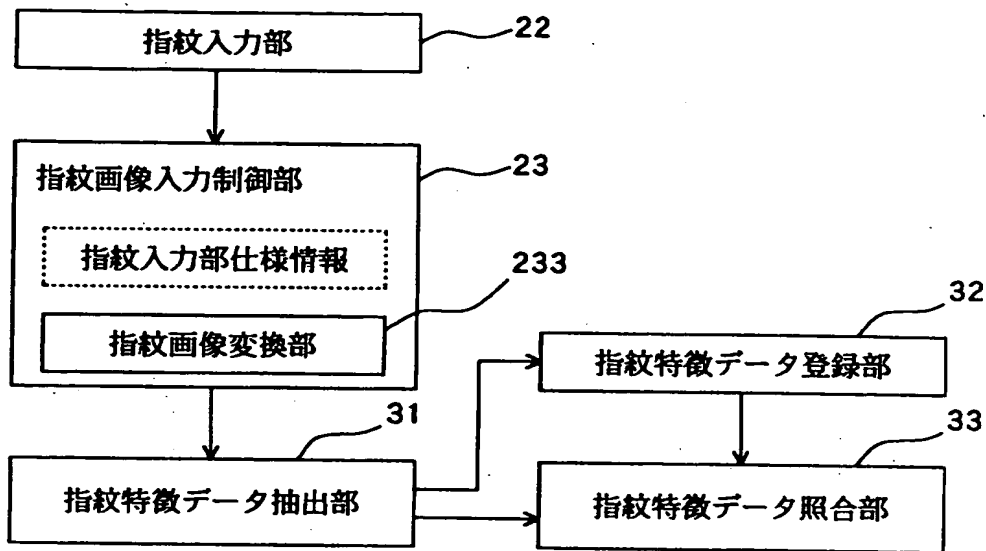 指紋入力部
22
指紋画像入力制御部
23
指紋入力部仕様情報
233
指紋画像変換部
32
指紋特徴データ登録部
31
指紋特徴データ抽出部
33
指紋特徴データ照合部